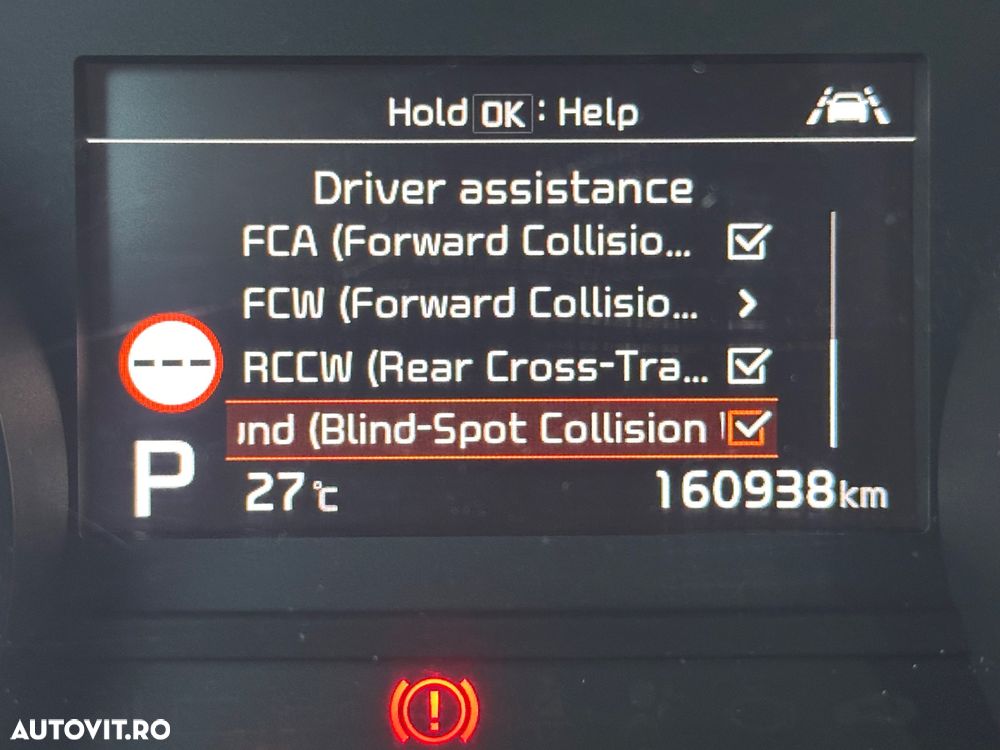 Hold OK : Help
Driver assistance
FCA (Forward Collisio...
FCW (Forward Collisio... >
RCCW (Rear Cross-Tra...
(Blind-Spot Collision
P
27°C 160938km
AUTOVIT.RO